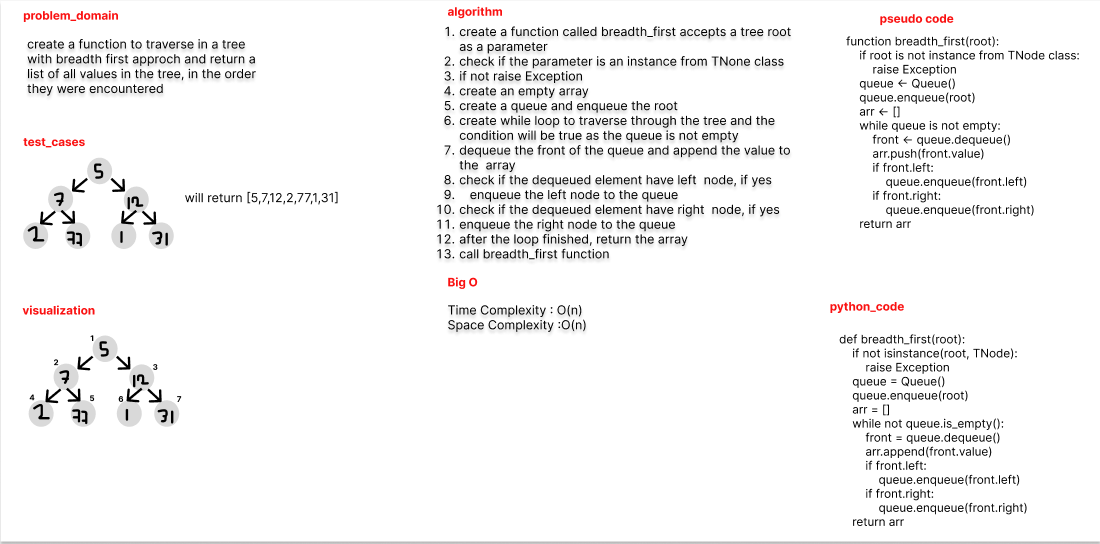 problem_domain
create a function to traverse in a tree
with breadth first approch and return a
list of all values in the tree, in the order
they were encountered
test_cases
5
7 12
2 77 1 31
will return [5,7,12,2,77,1,31]
visualization
1
5
2 3
7 12
4 5 6 7
2 77 1 31
algorithm
1. create a function called breadth_first accepts a tree root
as a parameter
2. check if the parameter is an instance from TNone class
3. if not raise Exception
4. create an empty array
5. create a queue and enqueue the root
6. create while loop to traverse through the tree and the
condition will be true as the queue is not empty
7. dequeue the front of the queue and append the value to
the array
8. check if the dequeued element have left node, if yes
9. enqueue the left node to the queue
10. check if the dequeued element have right node, if yes
11. enqueue the right node to the queue
12. after the loop finished, return the array
13. call breadth_first function
Big O
Time Complexity : O(n)
Space Complexity :O(n)
pseudo code
function breadth_first(root):
if root is not instance from TNode class:
raise Exception
queue ← Queue()
queue.enqueue(root)
arr ← []
while queue is not empty:
front ← queue.dequeue()
arr.push(front.value)
if front.left:
queue.enqueue(front.left)
if front.right:
queue.enqueue(front.right)
return arr
python_code
def breadth_first(root):
if not isinstance(root, TNode):
raise Exception
queue = Queue()
queue.enqueue(root)
arr = []
while not queue.is_empty():
front = queue.dequeue()
arr.append(front.value)
if front.left:
queue.enqueue(front.left)
if front.right:
queue.enqueue(front.right)
return arr